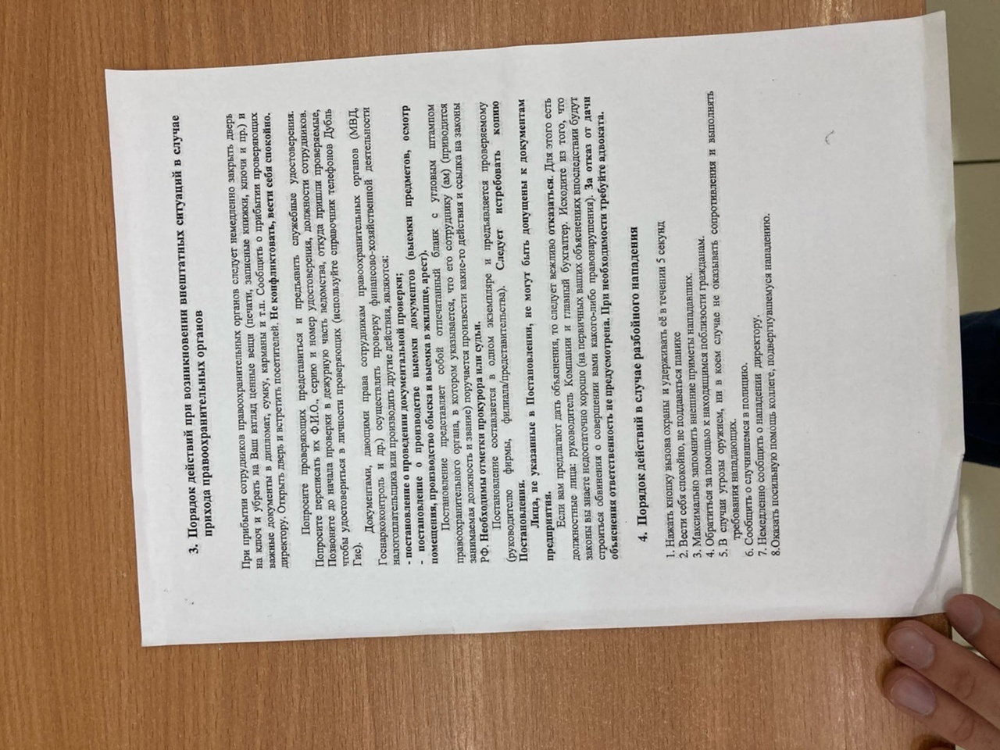 3. Порядок действий при возникновении внештатных ситуаций в случае
прихода правоохранительных органов
При прибытии сотрудников правоохранительных органов следует немедленно закрыть дверь
на ключ и убрать на Ваш взгляд ценные вещи (печати, записные книжки, ключи и пр.) и
важные документы в дипломат, сумку, карманы и т.п. Сообщить о прибытии проверяющих
директору. Открыть дверь и встретить посетителей. Не конфликтовать, вести себя спокойно.
Попросите проверяющих представиться и предъявить служебные удостоверения.
Попросите переписать их Ф.И.О., серию и номер удостоверения, должности сотрудников.
Позвоните до начала проверки в дежурную часть ведомства, откуда пришли проверяемые,
чтобы удостовериться в личности проверяющих (используйте справочник телефонов Дубль
Гис).
Документами, дающими права сотрудникам правоохранительных органов (МВД,
Госнаркоконтроль и др.) осуществлять проверку финансово-хозяйственной деятельности
налогоплательщика или производить другие действия, являются:
- постановление о проведении документальной проверки;
- постановление о производстве выемки документов (выемки предметов, осмотр
помещения, производство обыска и выемка в жилище, арест).
Постановление представляет собой отпечатанный бланк с угловым штампом
правоохранительного органа, в котором указывается, что его сотруднику (ам) (приводится
занимаемая должность и звание) поручается произвести какие-то действия и ссылка на законы
РФ. Необходимы отметки прокурора или судьи.
Постановление составляется в одном экземпляре и предъявляется проверяемому
(руководителю фирмы, филиала/представительства). Следует истребовать копию
Постановления.
Лица, не указанные в Постановлении, не могут быть допущены к документам
предприятия.
Если вам предлагают дать объяснения, то следует вежливо отказаться. Для этого есть
должностные лица: руководитель Компании и главный бухгалтер. Исходите из того, что
законы вы знаете недостаточно хорошо (на первичных ваших объяснениях впоследствии будут
строиться обвинения о совершении вами какого-либо правонарушения). За отказ от дачи
объяснения ответственность не предусмотрена. При необходимости требуйте адвоката.
4. Порядок действий в случае разбойного нападения
1. Нажать кнопку вызова охраны и удерживать её в течении 5 секунд
2. Вести себя спокойно, не поддаваться панике
3. Максимально запомнить внешние приметы нападавших.
4. Обратиться за помощью к находящимся поблизости гражданам.
5. В случаи угрозы оружием, ни в коем случае не оказывать сопротивления и выполнять
требования нападающих.
6. Сообщить о случившемся в полицию.
7. Немедленно сообщить о нападении директору.
8.Оказать посильную помощь коллеге, подвергнувшемуся нападению.